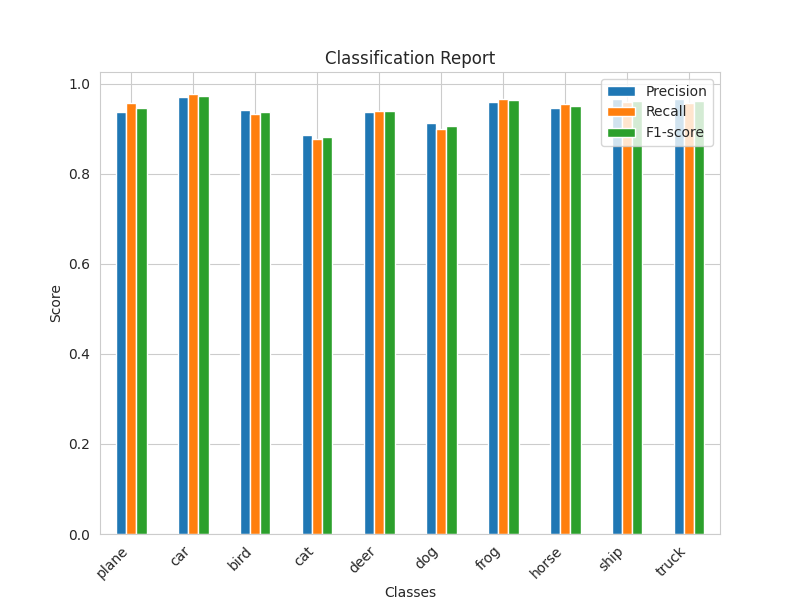 Classification Report
Precision
Recall
F1-score
1.0
0.8
0.6
0.4
0.2
0.0
Score
plane
car
bird
cat
deer
dog
frog
horse
ship
truck
Classes